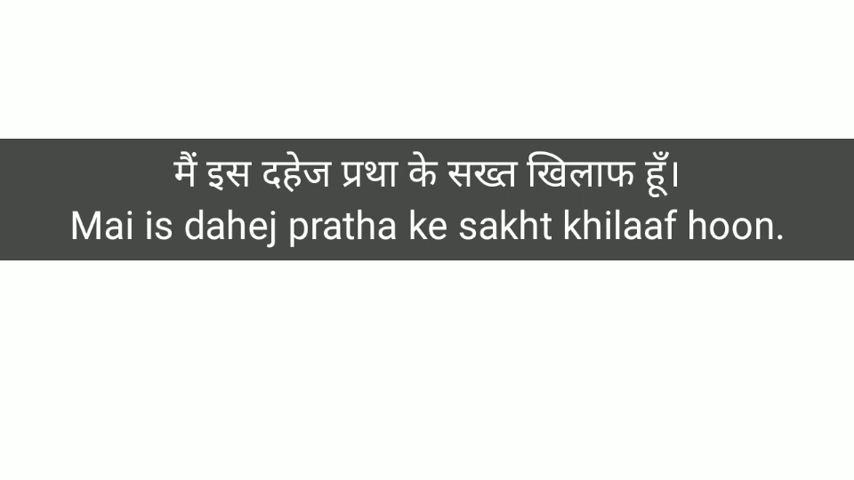 मैं इस दहेज प्रथा के सख्त खिलाफ हूँ।
Mai is dahej pratha ke sakht khilaaf hoon.